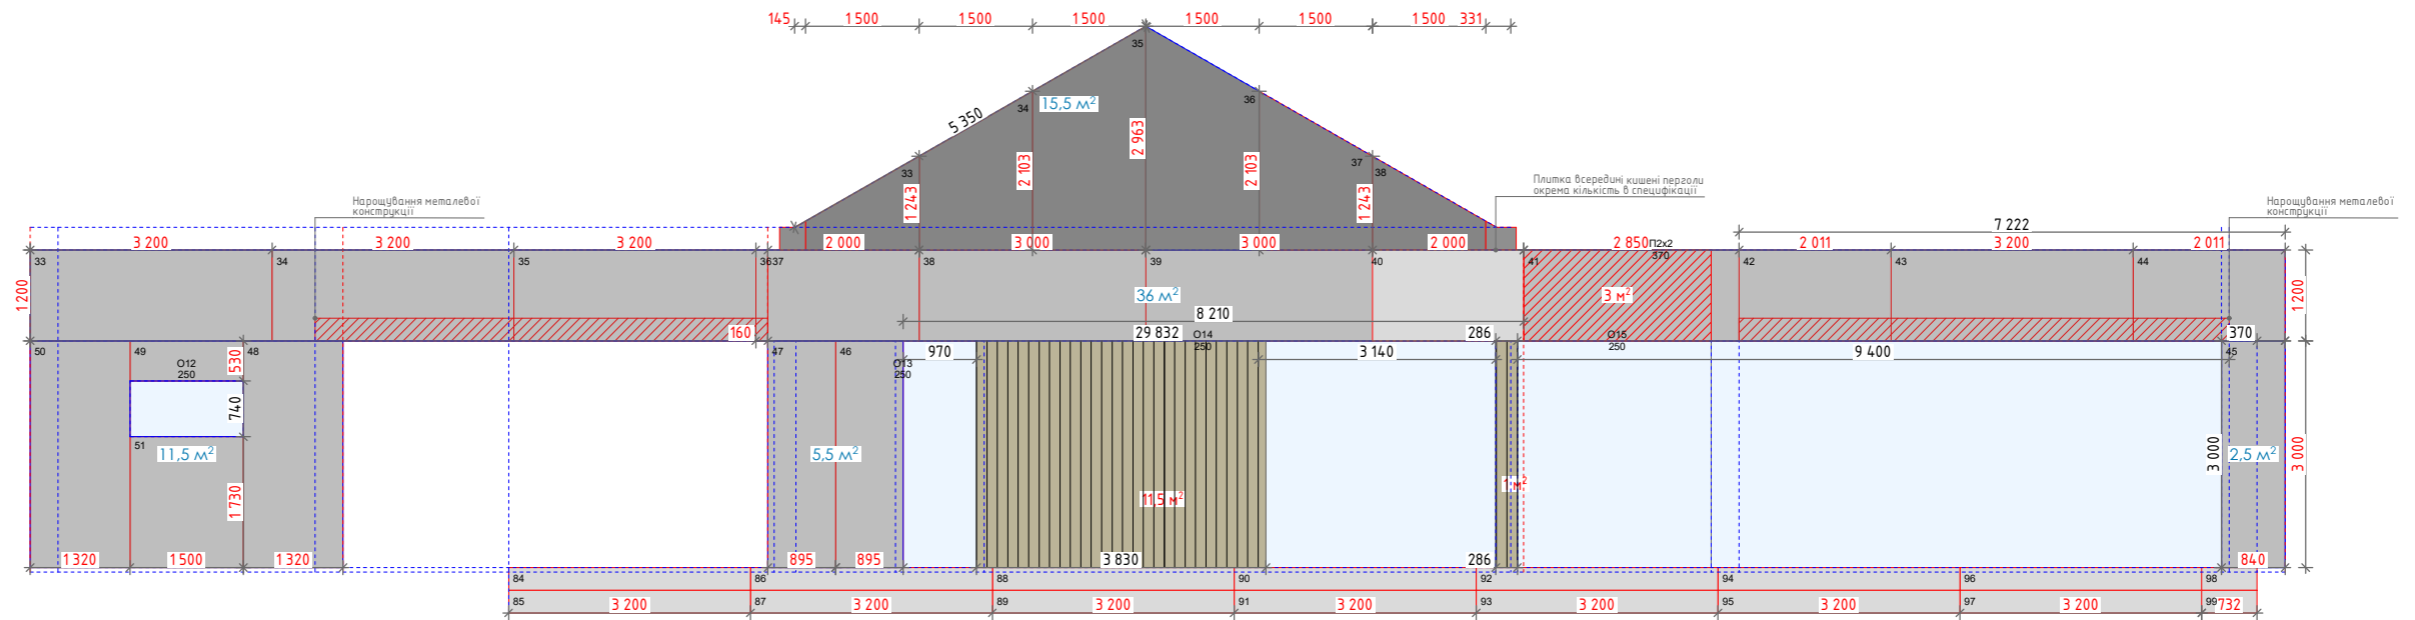 145 1 500 1 500 1 500 1 500 1 500 1 500 331
35
34 15,5 м² 36
5 350
2 963
2 103 2 103
33 37
38
1 243 1 243
Плитка всередині кишені перголи
окрема кількість в специфікації
Нарощування металевої
конструкції
Нарощування металевої
конструкції
7 222
3 200 3 200 3 200 2 000 3 000 3 000 2 000 2 850 П2х2 2 011 3 200 2 011
370
33 34 35 36 37 38 39 40 41 42 43 44
1 200 36 м² 3 м² 1 200
8 210
160 29 832 О14 286 О15 370
250 250
50 49 48 47 46 970 3 140 9 400 45
О12 530 О13
250 250
740
51
11,5 м² 5,5 м² 3 000 2,5 м² 3 000
1 730 11,5 м² 1 м²
1 320 1 500 1 320 895 895 3 830 286 840
84 86 88 90 92 94 96 98
85 3 200 87 3 200 89 3 200 91 3 200 93 3 200 95 3 200 97 3 200 99 732